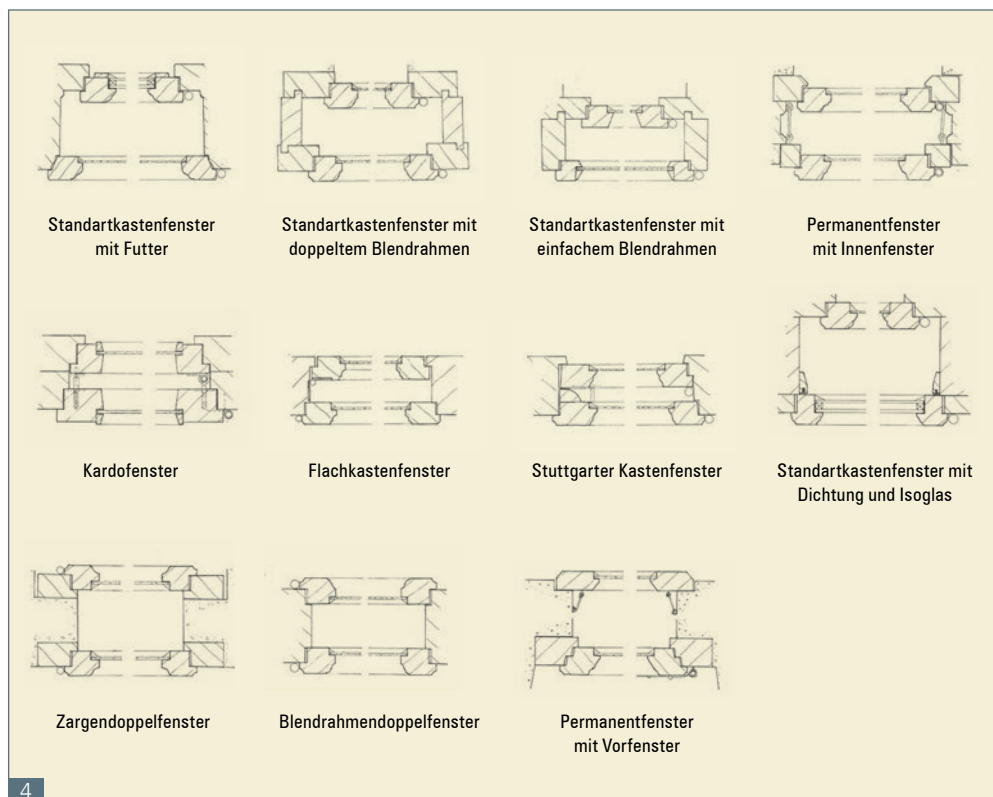 Standartkastenfenster
mit Futter
Standartkastenfenster mit
doppeltem Blendrahmen
Standartkastenfenster mit
einfachem Blendrahmen
Permanentfenster
mit Innenfenster
Kardofenster
Flachkastenfenster
Stuttgarter Kastenfenster
Standartkastenfenster mit
Dichtung und Isoglas
Zargendoppelfenster
Blendrahmendoppelfenster
Permanentfenster
mit Vorfenster
4